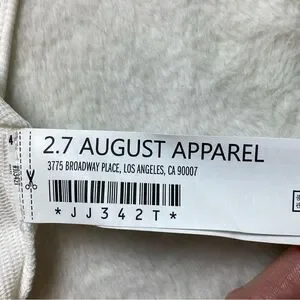 2.7 AUGUST APPAREL
3775 BROADWAY PLACE, LOS ANGELES, CA 90007
*JJ342T*